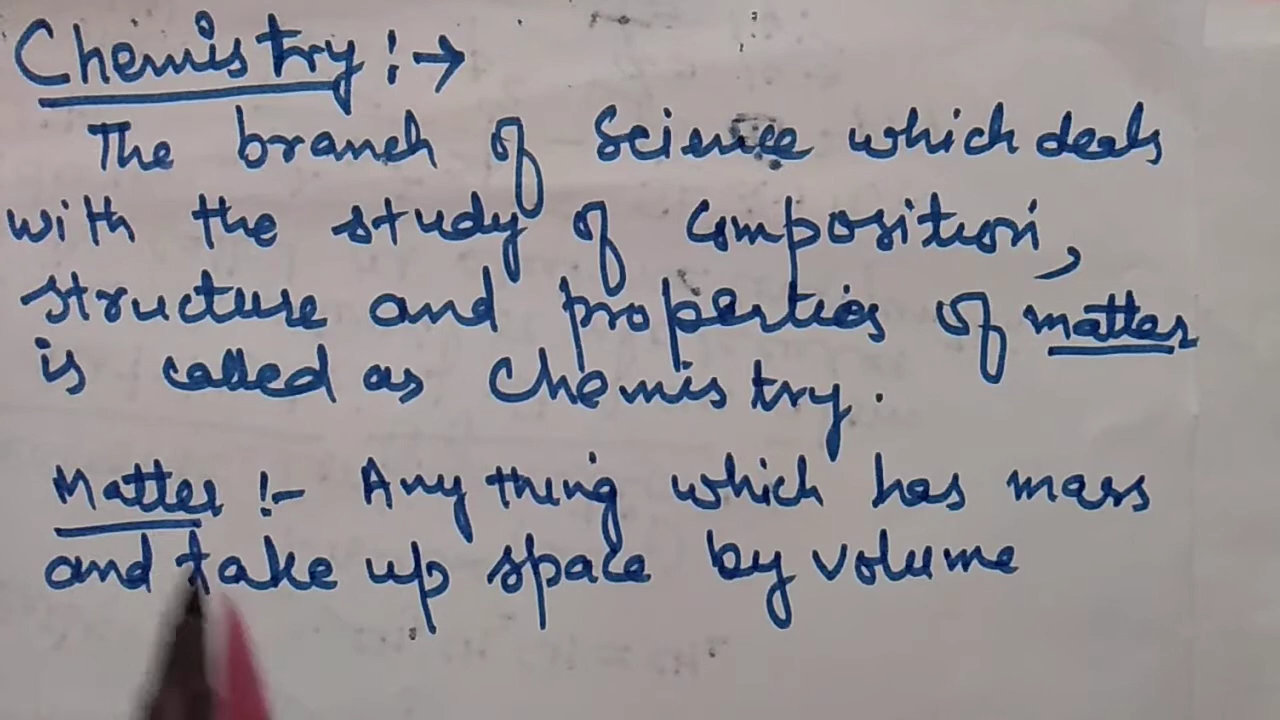 Chemistry :→
The branch of Science which deals
with the study of composition,
structure and properties of matter
is called as Chemistry.
Matter :- Any thing which has mass
and take up space by volume